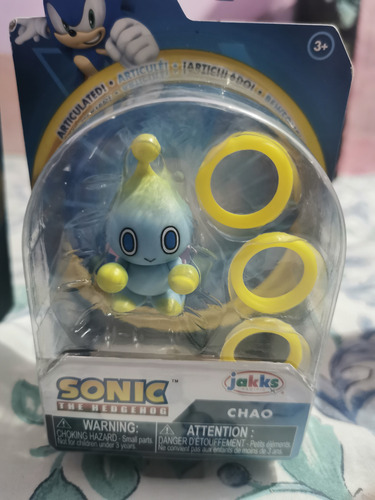 3+
ARTICULATED! • ARTICULÉ! • ¡ARTICULADO!
SONIC™
THE HEDGEHOG
jakks
CHAO
WARNING:
CHOKING HAZARD - Small parts
Not for children under 3 years.
ATTENTION :
DANGER D'ÉTOUFFEMENT - Petits éléments.
Ne convient pas aux enfants de moins de 3 ans.